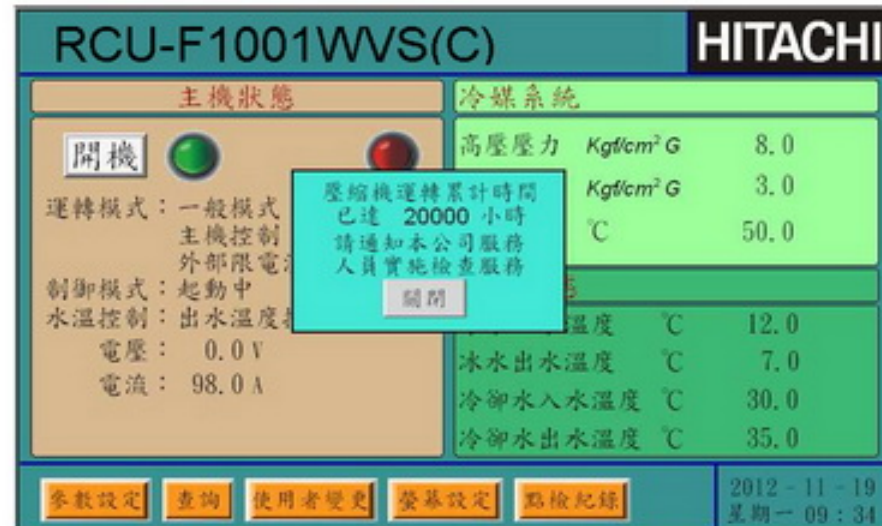 RCU-F1001WVS(C)
HITACHI
主機狀態
開機
運轉模式：一般模式
主機控制
外部限電
制御模式：起動中
水溫控制：出水溫度
電壓： 0.0 V
電流： 98.0 A
壓縮機運轉累計時間
已達 20000 小時
請通知本公司服務
人員實施檢查服務
關閉
冷媒系統
高壓壓力 Kgf/cm² G 8.0
Kgf/cm² G 3.0
℃ 50.0
溫度 ℃ 12.0
冰水出水溫度 ℃ 7.0
冷卻水入水溫度 ℃ 30.0
冷卻水出水溫度 ℃ 35.0
參數設定
查詢
使用者變更
螢幕設定
點檢紀錄
2012-11-19
星期一 09:34